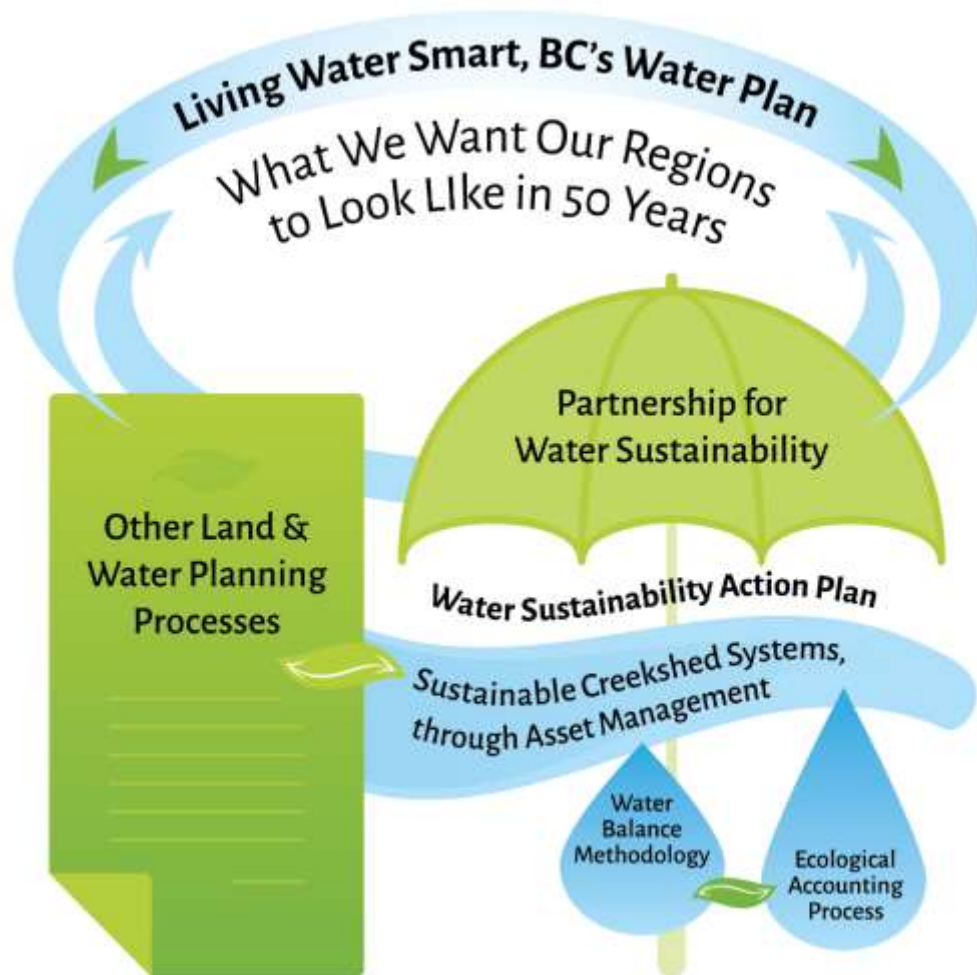 Living Water Smart, BC's Water Plan
What We Want Our Regions
to Look LIke in 50 Years
Partnership for
Water Sustainability
Other Land &
Water Planning
Processes
Water Sustainability Action Plan
Sustainable Creekshed Systems,
through Asset Management
Water
Balance
Methodology
Ecological
Accounting
Process